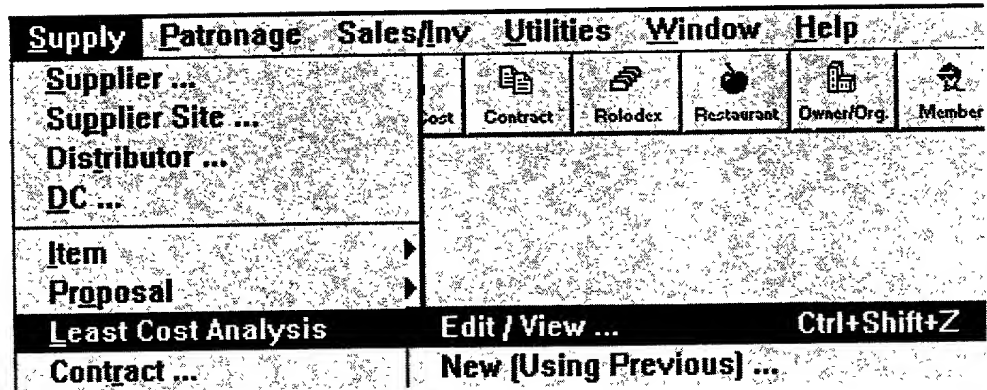 Supply Patronage Sales/Inv Utilities Window Help
Supplier ...
Supplier Site ...
Distributor ...
DC ...
Cost Contract Rolodex Restaurant Owner/Org. Member
Item
Proposal
Least Cost Analysis Edit / View ... Ctrl+Shift+Z
Contract ... New (Using Previous) ...